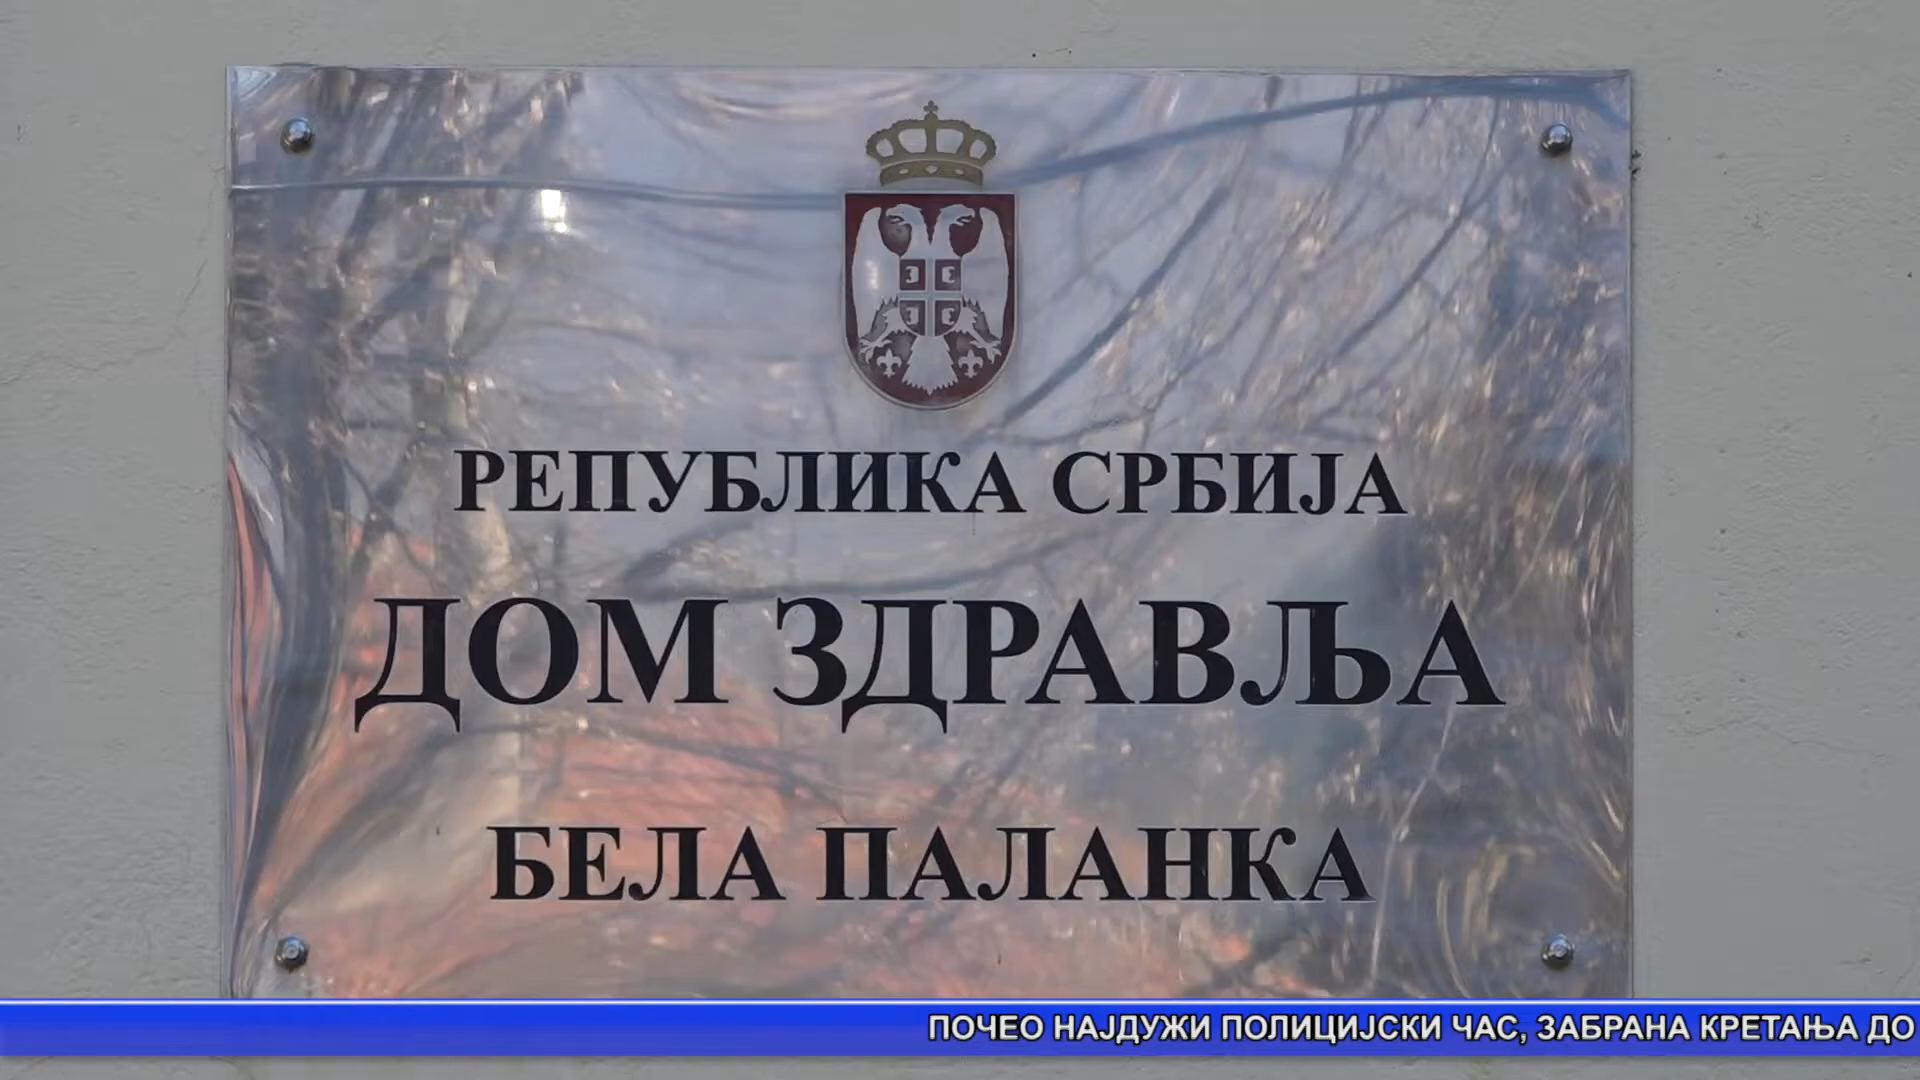 РЕПУБЛИКА СРБИЈА
ДОМ ЗДРАВЉА
БЕЛА ПАЛАНКА
ПОЧЕО НАЈДУЖИ ПОЛИЦИЈСКИ ЧАС, ЗАБРАНА КРЕТАЊА ДО